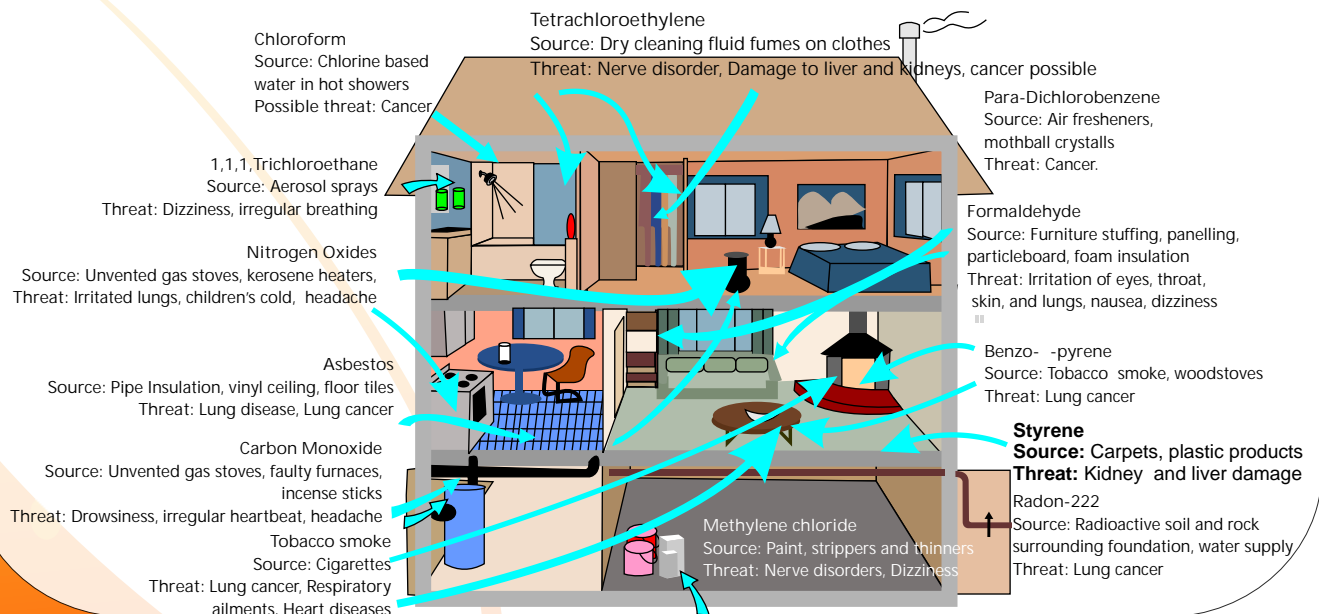 Tetrachloroethylene
Source: Dry cleaning fluid fumes on clothes
Threat: Nerve disorder, Damage to liver and kidneys, cancer possible
Chloroform
Source: Chlorine based
water in hot showers
Possible threat: Cancer
Para-Dichlorobenzene
Source: Air fresheners,
mothball crystalls
Threat: Cancer.
1,1,1,Trichloroethane
Source: Aerosol sprays
Threat: Dizziness, irregular breathing
Formaldehyde
Source: Furniture stuffing, panelling,
particleboard, foam insulation
Threat: Irritation of eyes, throat,
skin, and lungs, nausea, dizziness
Nitrogen Oxides
Source: Unvented gas stoves, kerosene heaters,
Threat: Irritated lungs, children's cold, headache
Benzo- -pyrene
Source: Tobacco smoke, woodstoves
Threat: Lung cancer
Asbestos
Source: Pipe Insulation, vinyl ceiling, floor tiles
Threat: Lung disease, Lung cancer
Styrene
Source: Carpets, plastic products
Threat: Kidney and liver damage
Carbon Monoxide
Source: Unvented gas stoves, faulty furnaces,
incense sticks
Threat: Drowsiness, irregular heartbeat, headache
Radon-222
Source: Radioactive soil and rock
surrounding foundation, water supply
Threat: Lung cancer
Methylene chloride
Source: Paint, strippers and thinners
Threat: Nerve disorders, Dizziness
Tobacco smoke
Source: Cigarettes
Threat: Lung cancer, Respiratory
ailments, Heart diseases